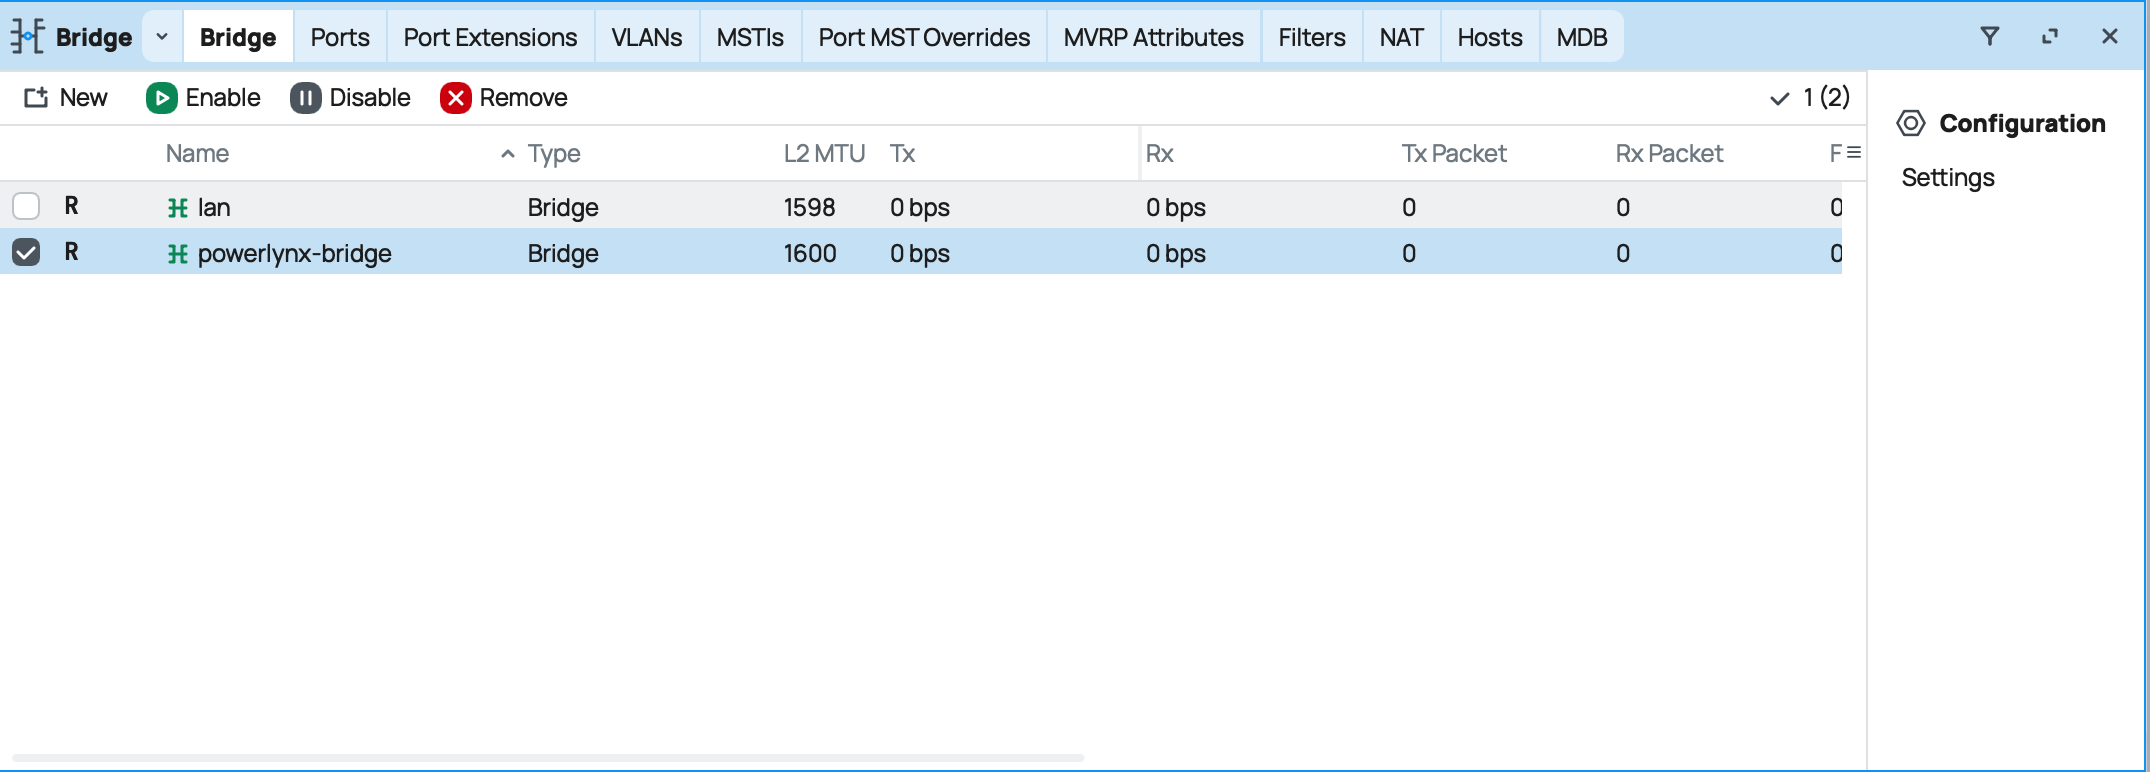 Bridge Bridge Ports Port Extensions VLANs MSTIs Port MST Overrides MVRP Attributes Filters NAT Hosts MDB
New Enable Disable Remove 1 (2)
Name Type L2 MTU Tx Rx Tx Packet Rx Packet F
R lan Bridge 1598 0 bps 0 bps 0 0 0
R powerlynx-bridge Bridge 1600 0 bps 0 bps 0 0 0
Configuration
Settings